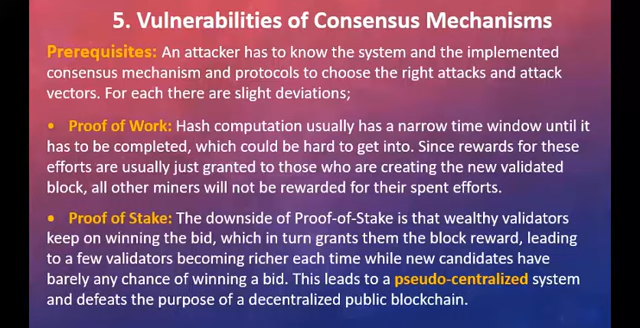 5. Vulnerabilities of Consensus Mechanisms
Prerequisites: An attacker has to know the system and the implemented
consensus mechanism and protocols to choose the right attacks and attack
vectors. For each there are slight deviations;
• Proof of Work: Hash computation usually has a narrow time window until it
has to be completed, which could be hard to get into. Since rewards for these
efforts are usually just granted to those who are creating the new validated
block, all other miners will not be rewarded for their spent efforts.
• Proof of Stake: The downside of Proof-of-Stake is that wealthy validators
keep on winning the bid, which in turn grants them the block reward, leading
to a few validators becoming richer each time while new candidates have
barely any chance of winning a bid. This leads to a pseudo-centralized system
and defeats the purpose of a decentralized public blockchain.